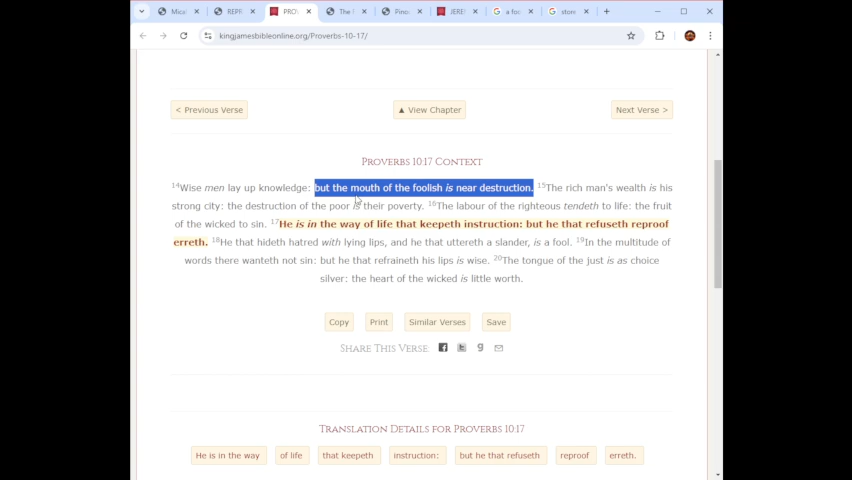 Mica
REPR
PROV
The I
Pino
JERE
a foc
store
kingjamesbibleonline.org/Proverbs-10-17/
< Previous Verse
▲ View Chapter
Next Verse >
Proverbs 10:17 Context
14Wise men lay up knowledge: but the mouth of the foolish is near destruction. 15The rich man's wealth is his
strong city: the destruction of the poor is their poverty. 16The labour of the righteous tendeth to life: the fruit
of the wicked to sin. 17He is in the way of life that keepeth instruction: but he that refuseth reproof
erreth. 18He that hideth hatred with lying lips, and he that uttereth a slander, is a fool. 19In the multitude of
words there wanteth not sin: but he that refraineth his lips is wise. 20The tongue of the just is as choice
silver: the heart of the wicked is little worth.
Copy
Print
Similar Verses
Save
Share This Verse:
Translation Details for Proverbs 10:17
He is in the way
of life
that keepeth
instruction:
but he that refuseth
reproof
erreth.